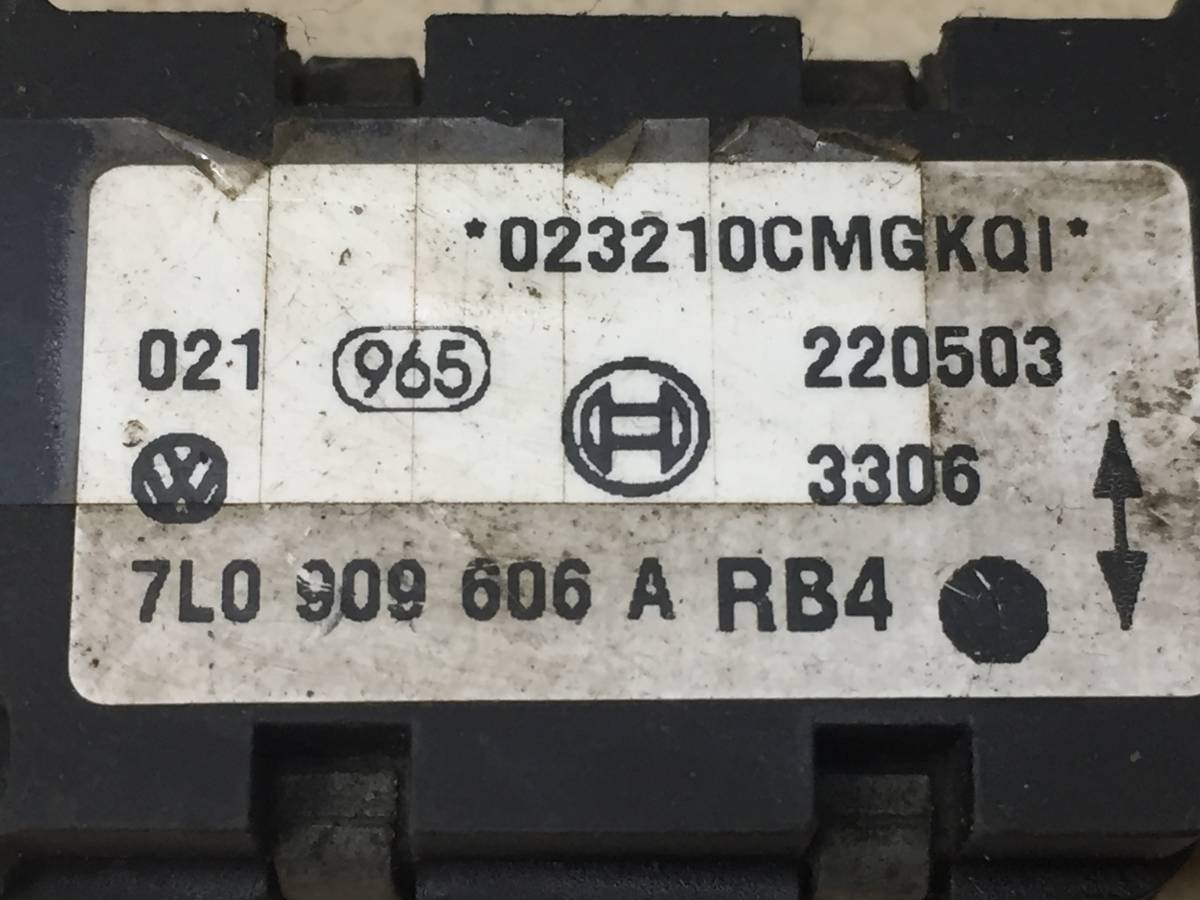 *023210CMGKQI*
021 965 220503
3306
7L0 909 606 A RB4